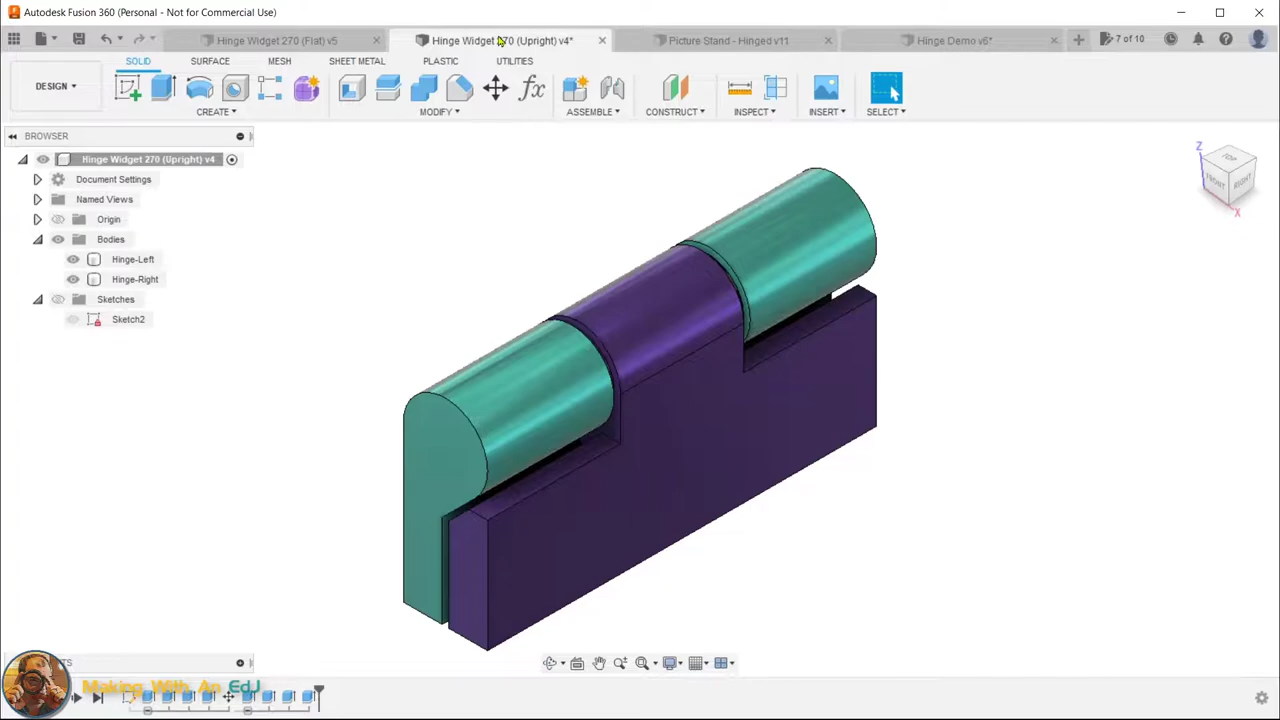 Autodesk Fusion 360 (Personal - Not for Commercial Use)
Hinge Widget 270 (Flat) v5
Hinge Widget 270 (Upright) v4*
Picture Stand - Hinged v11
Hinge Demo v6*
7 of 10
SOLID
SURFACE
MESH
SHEET METAL
PLASTIC
UTILITIES
DESIGN
CREATE
MODIFY
ASSEMBLE
CONSTRUCT
INSPECT
INSERT
SELECT
BROWSER
Hinge Widget 270 (Upright) v4
Document Settings
Named Views
Origin
Bodies
Hinge-Left
Hinge-Right
Sketches
Sketch2
Z
TOP
FRONT
RIGHT
X
Making With An EdJ